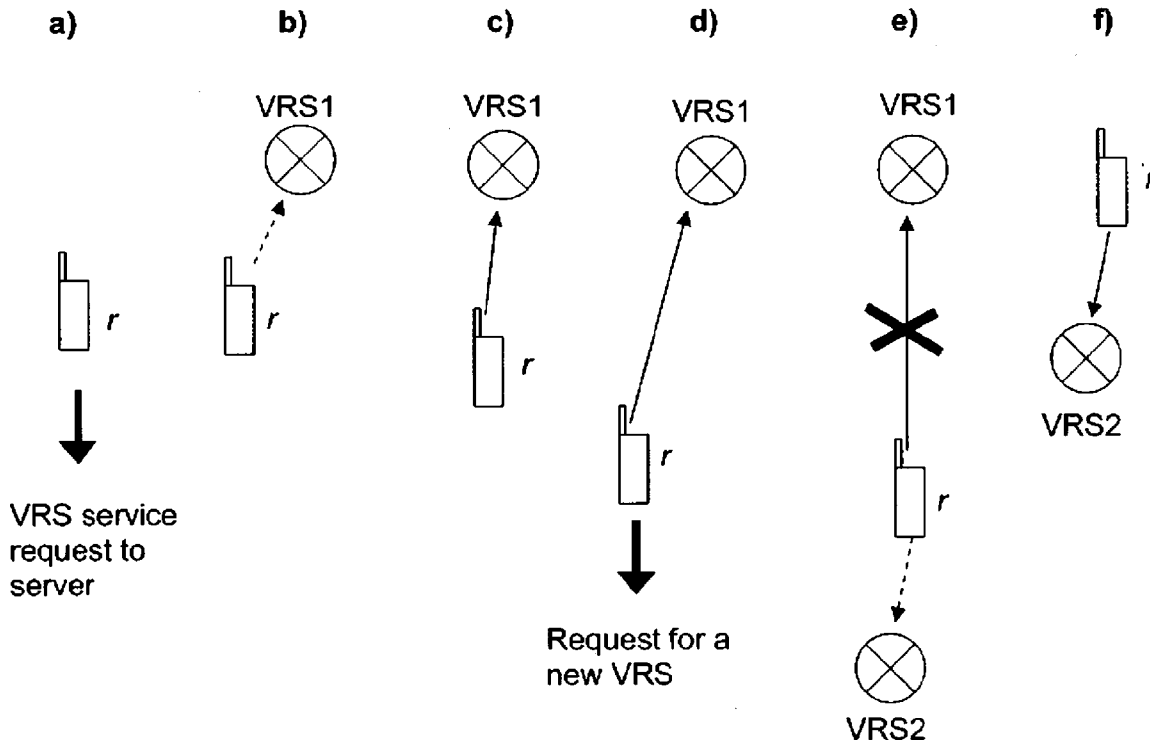 a)
b)
c)
d)
e)
f)
VRS1
VRS1
VRS1
VRS1
r
r
r
r
r
r
VRS2
VRS service
request to
server
Request for a
new VRS
VRS2